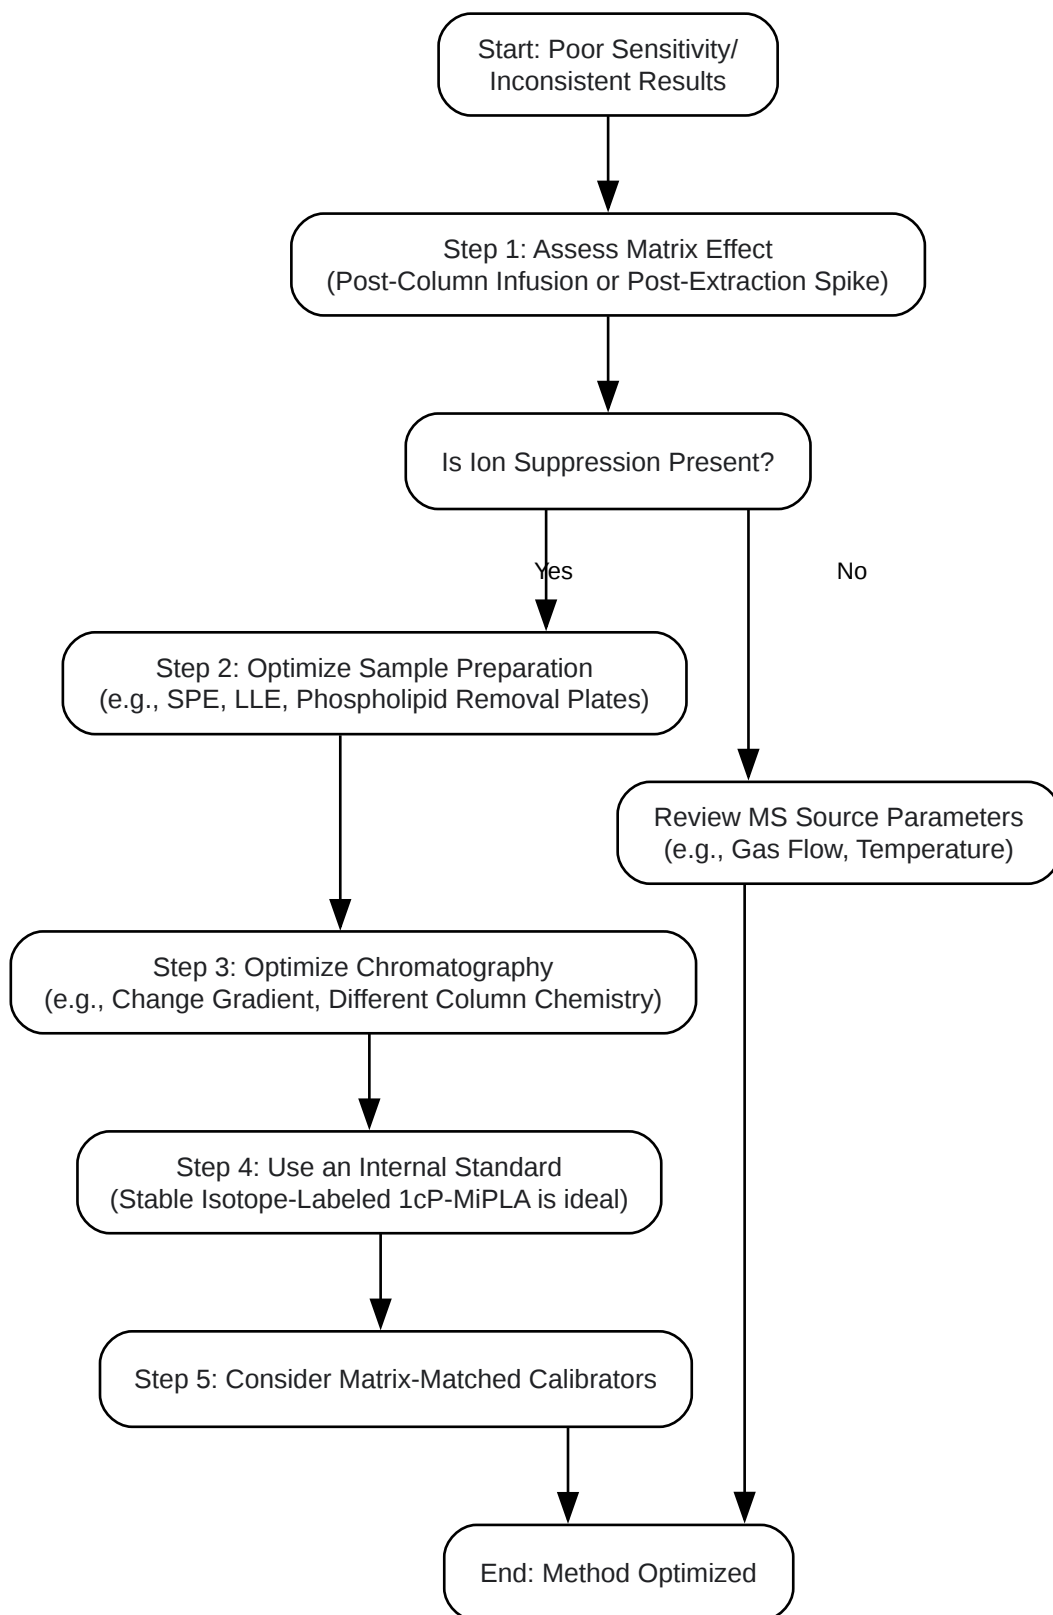 Start: Poor Sensitivity/
Inconsistent Results
Step 1: Assess Matrix Effect
(Post-Column Infusion or Post-Extraction Spike)
Is Ion Suppression Present?
Yes
No
Step 2: Optimize Sample Preparation
(e.g., SPE, LLE, Phospholipid Removal Plates)
Review MS Source Parameters
(e.g., Gas Flow, Temperature)
Step 3: Optimize Chromatography
(e.g., Change Gradient, Different Column Chemistry)
Step 4: Use an Internal Standard
(Stable Isotope-Labeled 1cP-MiPLA is ideal)
Step 5: Consider Matrix-Matched Calibrators
End: Method Optimized